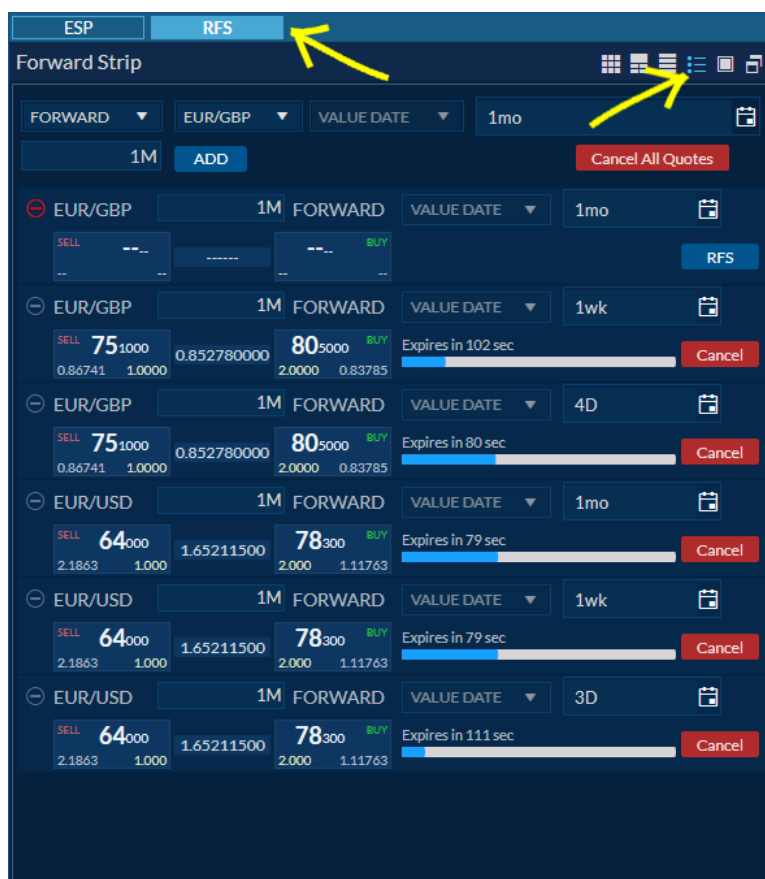 ESP RFS
Forward Strip
FORWARD EUR/GBP VALUE DATE 1mo
1M ADD Cancel All Quotes
EUR/GBP 1M FORWARD VALUE DATE 1mo
SELL --.. ------ --.. BUY RFS
-- -- -- --
EUR/GBP 1M FORWARD VALUE DATE 1wk
SELL 751000 0.852780000 805000 BUY Expires in 102 sec Cancel
0.86741 1.0000 2.0000 0.83785
EUR/GBP 1M FORWARD VALUE DATE 4D
SELL 751000 0.852780000 805000 BUY Expires in 80 sec Cancel
0.86741 1.0000 2.0000 0.83785
EUR/USD 1M FORWARD VALUE DATE 1mo
SELL 64000 1.65211500 78300 BUY Expires in 79 sec Cancel
2.1863 1.000 2.000 1.11763
EUR/USD 1M FORWARD VALUE DATE 1wk
SELL 64000 1.65211500 78300 BUY Expires in 79 sec Cancel
2.1863 1.000 2.000 1.11763
EUR/USD 1M FORWARD VALUE DATE 3D
SELL 64000 1.65211500 78300 BUY Expires in 111 sec Cancel
2.1863 1.000 2.000 1.11763